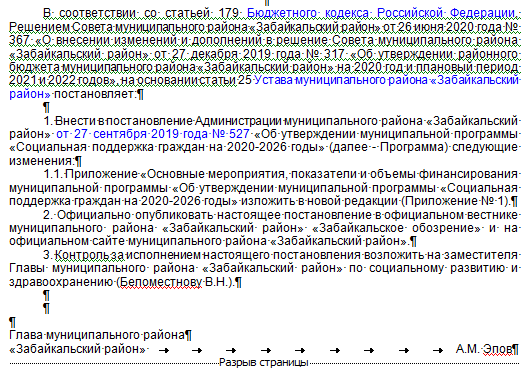 В соответствии со статьей 179 Бюджетного кодекса Российской Федерации,
Решением Совета муниципального района «Забайкальский район» от 26 июня 2020 года №
367 «О внесении изменений и дополнений в решение Совета муниципального района
«Забайкальский район» от 27 декабря 2019 года № 317 «Об утверждении районного
бюджета муниципального района «Забайкальский район» на 2020 год и плановый период
2021 и 2022 годов», на основании статьи 25 Устава муниципального района «Забайкальский
район» постановляет:
1. Внести в постановление Администрации муниципального района «Забайкальский
район» от 27 сентября 2019 года № 527 «Об утверждении муниципальной программы
«Социальная поддержка граждан на 2020-2026 годы» (далее - Программа) следующие
изменения:
1.1. Приложение «Основные мероприятия, показатели и объемы финансирования
муниципальной программы «Об утверждении муниципальной программы «Социальная
поддержка граждан на 2020-2026 годы» изложить в новой редакции (Приложение № 1).
2. Официально опубликовать настоящее постановление в официальном вестнике
муниципального района «Забайкальский район» «Забайкальское обозрение» и на
официальном сайте муниципального района «Забайкальский район».
3. Контроль за исполнением настоящего постановления возложить на заместителя
Главы муниципального района «Забайкальский район» по социальному развитию и
здравоохранению (Беломестнову В.Н.).
Глава муниципального района
«Забайкальский район» А.М. Эпов
Разрыв страницы